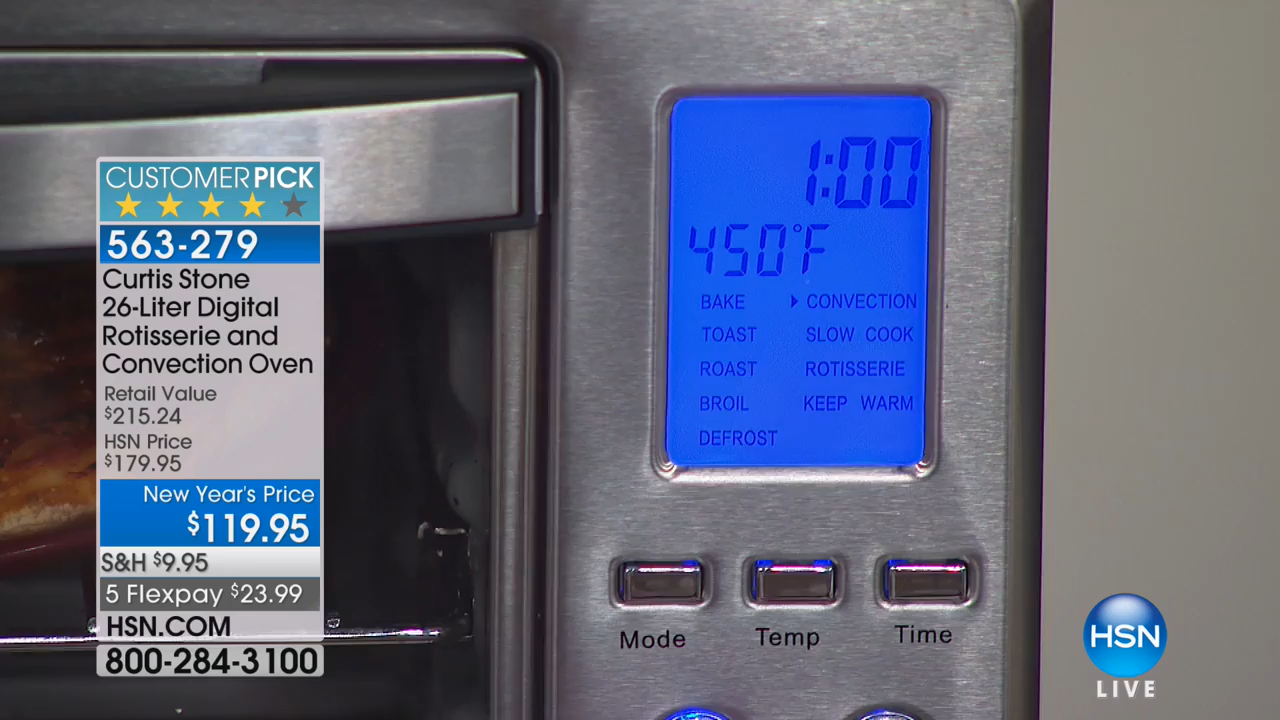 CUSTOMERPICK
563-279
Curtis Stone
26-Liter Digital
Rotisserie and
Convection Oven
Retail Value
$215.24
HSN Price
$179.95
New Year's Price
$119.95
S&H $9.95
5 Flexpay $23.99
HSN.COM
800-284-3100
1:00
450°F
BAKE CONVECTION
TOAST SLOW COOK
ROAST ROTISSERIE
BROIL KEEP WARM
DEFROST
Mode Temp Time
HSN
LIVE